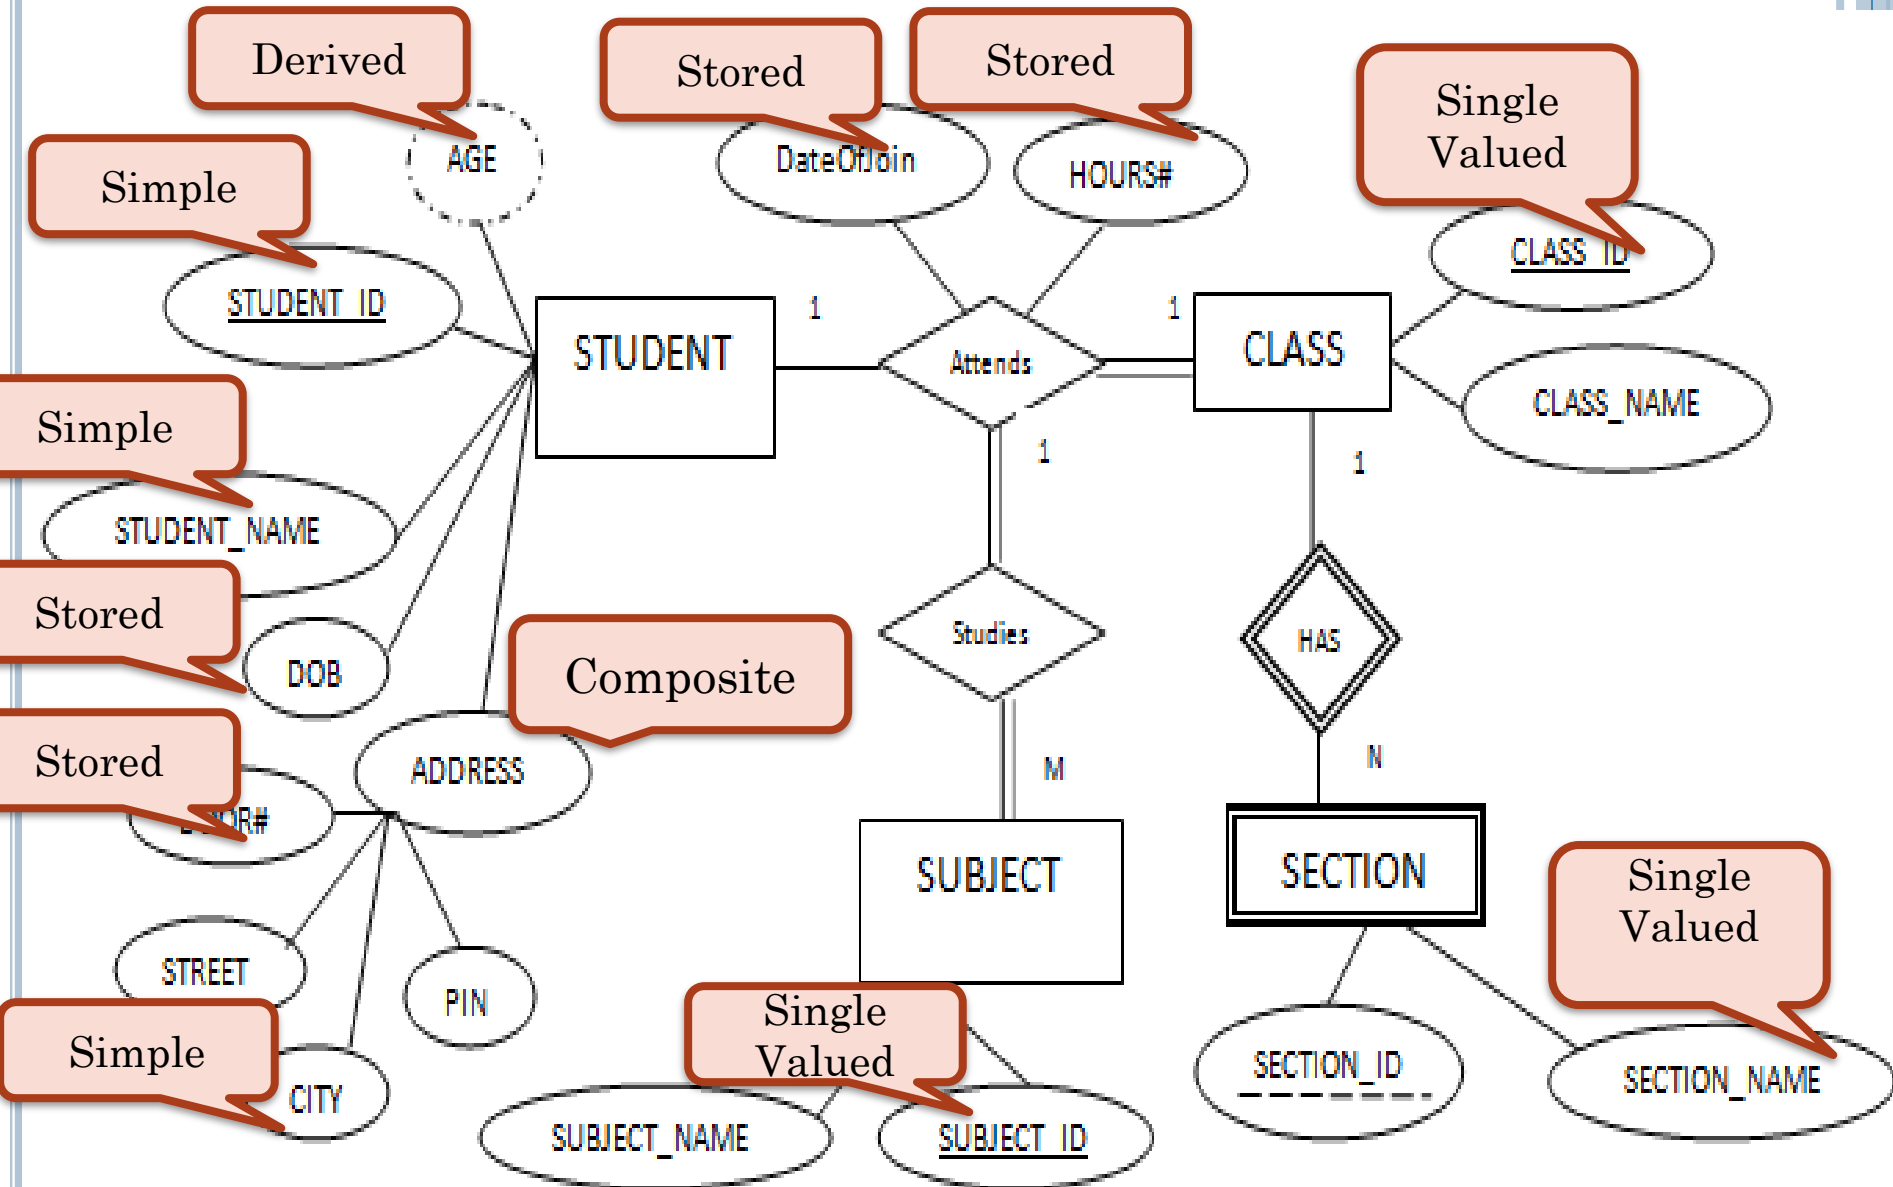 Derived
Stored
Stored
Single
Valued
Simple
AGE
DateOfJoin
HOURS#
CLASS_ID
STUDENT_ID
1
1
STUDENT
Attends
CLASS
CLASS_NAME
Simple
1
1
STUDENT_NAME
Stored
Studies
HAS
DOB
Composite
Stored
ADDRESS
M
N
SUBJECT
SECTION
Single
Valued
STREET
PIN
Single
Valued
Simple
CITY
SECTION_ID
SECTION_NAME
SUBJECT_NAME
SUBJECT_ID